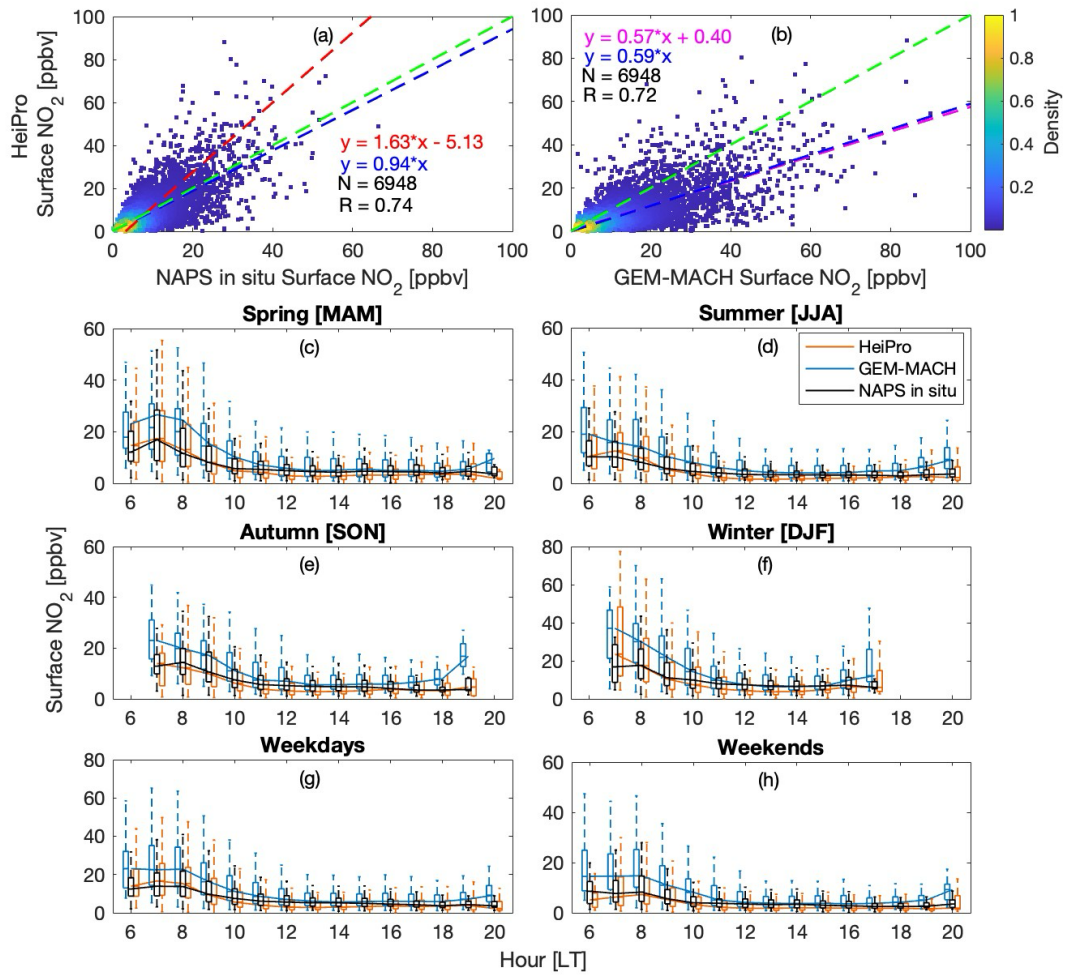 (a)
y = 1.63*x - 5.13
y = 0.94*x
N = 6948
R = 0.74
100
80
60
40
20
0
0 20 40 60 80 100
HeiPro
Surface NO2 [ppbv]
NAPS in situ Surface NO2 [ppbv]
(b)
y = 0.57*x + 0.40
y = 0.59*x
N = 6948
R = 0.72
100
80
60
40
20
0
0 20 40 60 80 100
GEM-MACH Surface NO2 [ppbv]
1
0.8
0.6
0.4
0.2
Density
Spring [MAM]
(c)
60
40
20
0
6 8 10 12 14 16 18 20
Summer [JJA]
(d)
HeiPro
GEM-MACH
NAPS in situ
60
40
20
0
6 8 10 12 14 16 18 20
Autumn [SON]
(e)
60
40
20
0
6 8 10 12 14 16 18 20
Winter [DJF]
(f)
80
60
40
20
0
6 8 10 12 14 16 18 20
Surface NO2 [ppbv]
Weekdays
(g)
80
60
40
20
0
6 8 10 12 14 16 18 20
Weekends
(h)
60
40
20
0
6 8 10 12 14 16 18 20
Hour [LT]